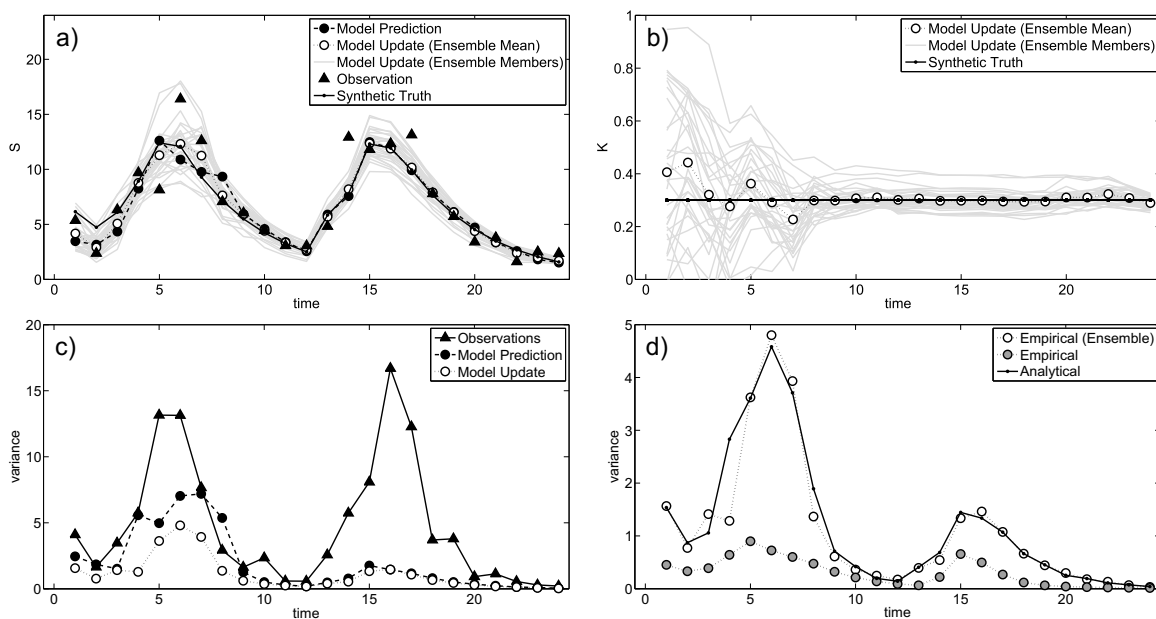 a)
Model Prediction
Model Update (Ensemble Mean)
Model Update (Ensemble Members)
Observation
Synthetic Truth
20
15
10
5
0
S
0 5 10 15 20
time
b)
Model Update (Ensemble Mean)
Model Update (Ensemble Members)
Synthetic Truth
1
0.8
0.6
0.4
0.2
0
K
0 5 10 15 20
time
c)
Observations
Model Prediction
Model Update
20
15
10
5
0
variance
0 5 10 15 20
time
d)
Empirical (Ensemble)
Empirical
Analytical
5
4
3
2
1
0
variance
0 5 10 15 20
time